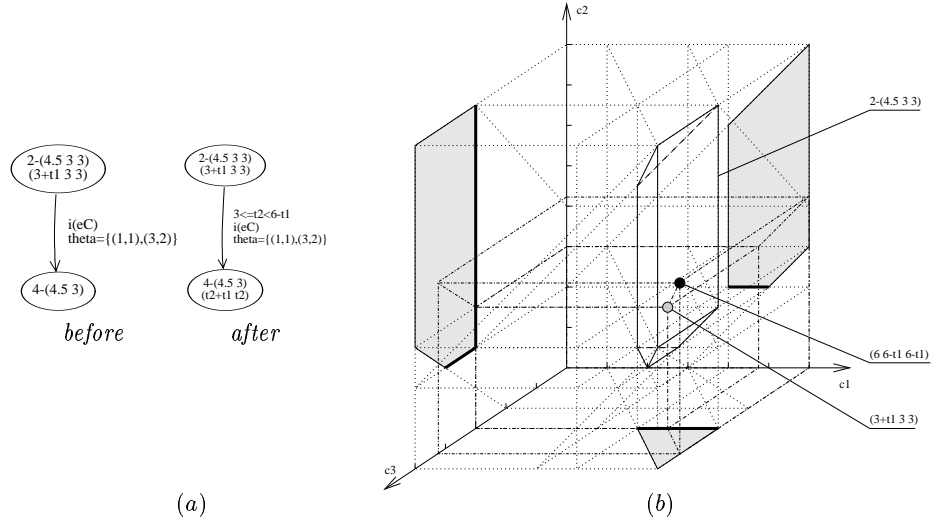 c2
2-(4.5 3 3)
2-(4.5 3 3)
(3+t1 3 3)
2-(4.5 3 3)
(3+t1 3 3)
i(eC)
theta={(1,1),(3,2)}
3<=t2<6-t1
i(eC)
theta={(1,1),(3,2)}
4-(4.5 3)
4-(4.5 3)
(t2+t1 t2)
before
after
(6 6-t1 6-t1)
c1
(3+t1 3 3)
c3
(a)
(b)